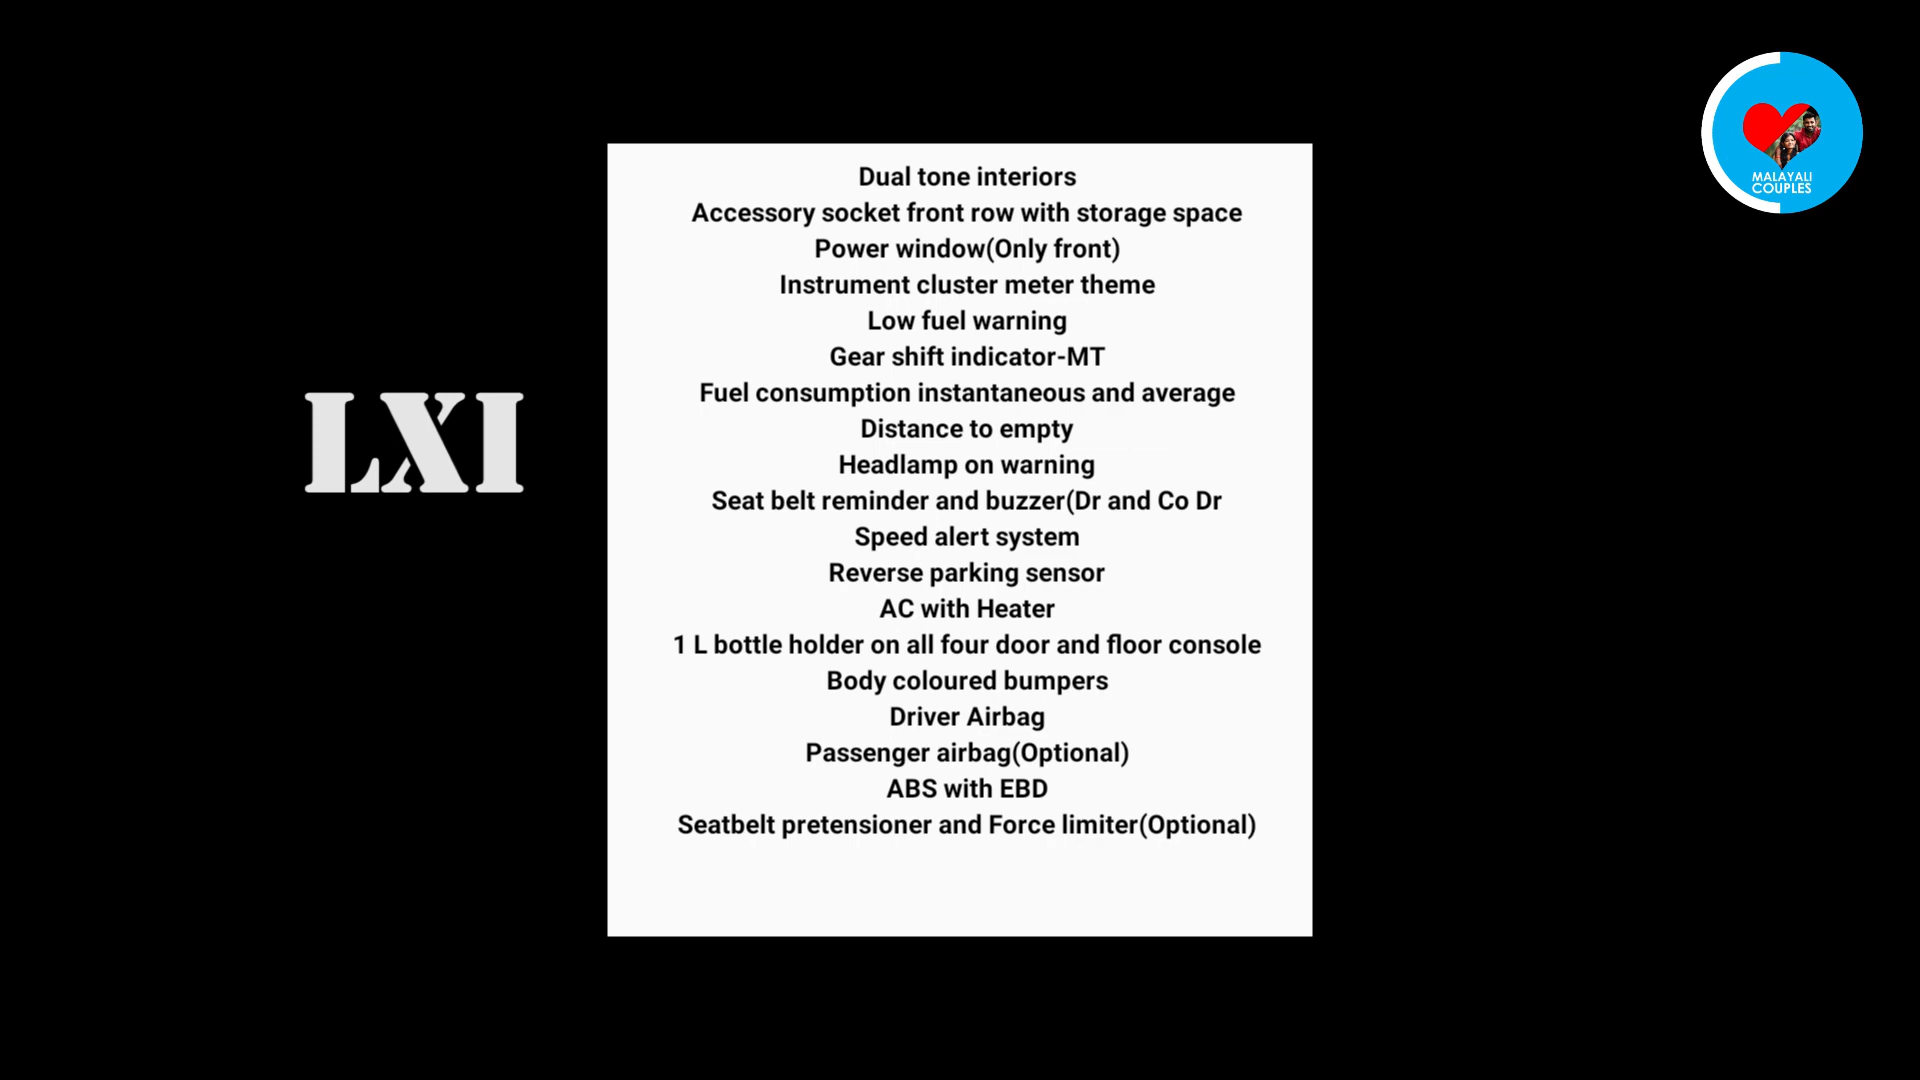 LXI
Dual tone interiors
Accessory socket front row with storage space
Power window(Only front)
Instrument cluster meter theme
Low fuel warning
Gear shift indicator-MT
Fuel consumption instantaneous and average
Distance to empty
Headlamp on warning
Seat belt reminder and buzzer(Dr and Co Dr
Speed alert system
Reverse parking sensor
AC with Heater
1 L bottle holder on all four door and floor console
Body coloured bumpers
Driver Airbag
Passenger airbag(Optional)
ABS with EBD
Seatbelt pretensioner and Force limiter(Optional)
MALAYALI
COUPLES